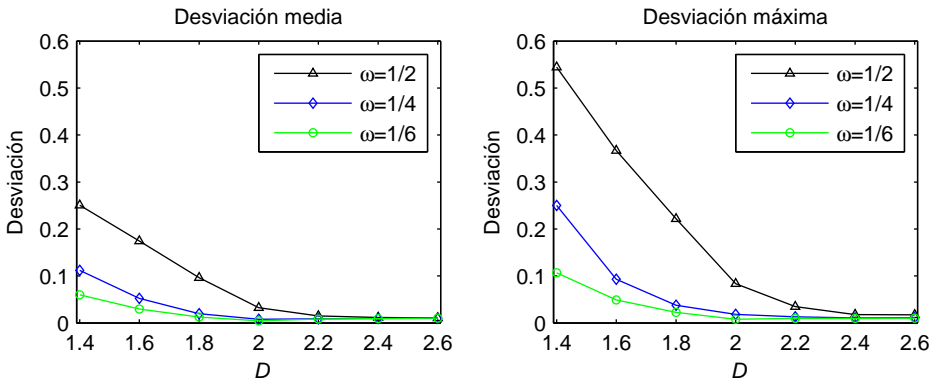 Desviación media
Desviación
0.6
0.5
0.4
0.3
0.2
0.1
0
1.4 1.6 1.8 2 2.2 2.4 2.6
D
ω=1/2
ω=1/4
ω=1/6
Desviación máxima
Desviación
0.6
0.5
0.4
0.3
0.2
0.1
0
1.4 1.6 1.8 2 2.2 2.4 2.6
D
ω=1/2
ω=1/4
ω=1/6